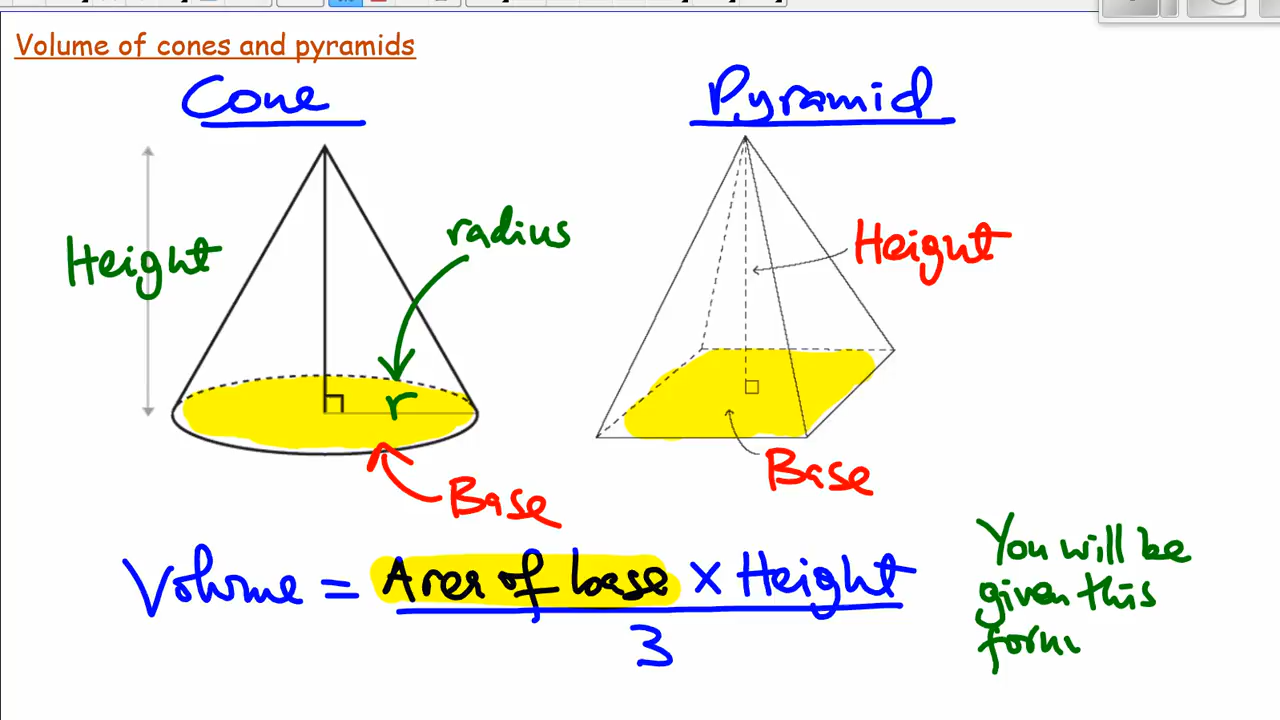 Volume of cones and pyramids
Cone
Pyramid
Height
radius
r
Base
Height
Base
Volume = Area of base × Height
3
You will be
given this
form